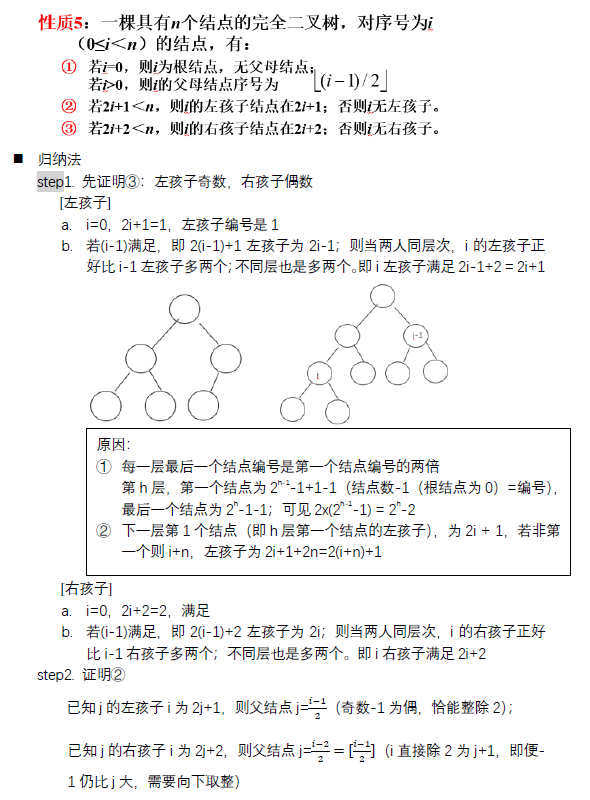 性质5：一棵具有n个结点的完全二叉树，对序号为i
（0≤i＜n）的结点，有：
① 若i=0，则i为根结点，无父母结点；
若i>0，则i的父母结点序号为 ⌊(i−1)/2⌋
② 若2i+1＜n，则i的左孩子结点在2i+1；否则i无左孩子。
③ 若2i+2＜n，则i的右孩子结点在2i+2；否则i无右孩子。
■ 归纳法
step1. 先证明③：左孩子奇数，右孩子偶数
[左孩子]
a. i=0，2i+1=1，左孩子编号是 1
b. 若(i-1)满足，即 2(i-1)+1 左孩子为 2i-1；则当两人同层次，i 的左孩子正
好比 i-1 左孩子多两个；不同层也是多两个。即 i 左孩子满足 2i-1+2 = 2i+1
i-1
i
原因：
① 每一层最后一个结点编号是第一个结点编号的两倍
第 h 层，第一个结点为 2^h-1-1+1-1（结点数-1（根结点为 0）=编号），
最后一个结点为 2^h-1-1；可见 2x(2^h-1-1) = 2^h-2
② 下一层第 1 个结点（即 h 层第一个结点的左孩子），为 2i + 1，若非第
一个则 i+n，左孩子为 2i+1+2n=2(i+n)+1
[右孩子]
a. i=0，2i+2=2，满足
b. 若(i-1)满足，即 2(i-1)+2 左孩子为 2i；则当两人同层次，i 的右孩子正好
比 i-1 右孩子多两个；不同层也是多两个。即 i 右孩子满足 2i+2
step2. 证明②
已知 j 的左孩子 i 为 2j+1，则父结点 j=(i−1)/2（奇数-1 为偶，恰能整除 2）；
已知 j 的右孩子 i 为 2j+2，则父结点 j=(i−2)/2 = [(i−1)/2]（i 直接除 2 为 j+1，即便-
1 仍比 j 大，需要向下取整）